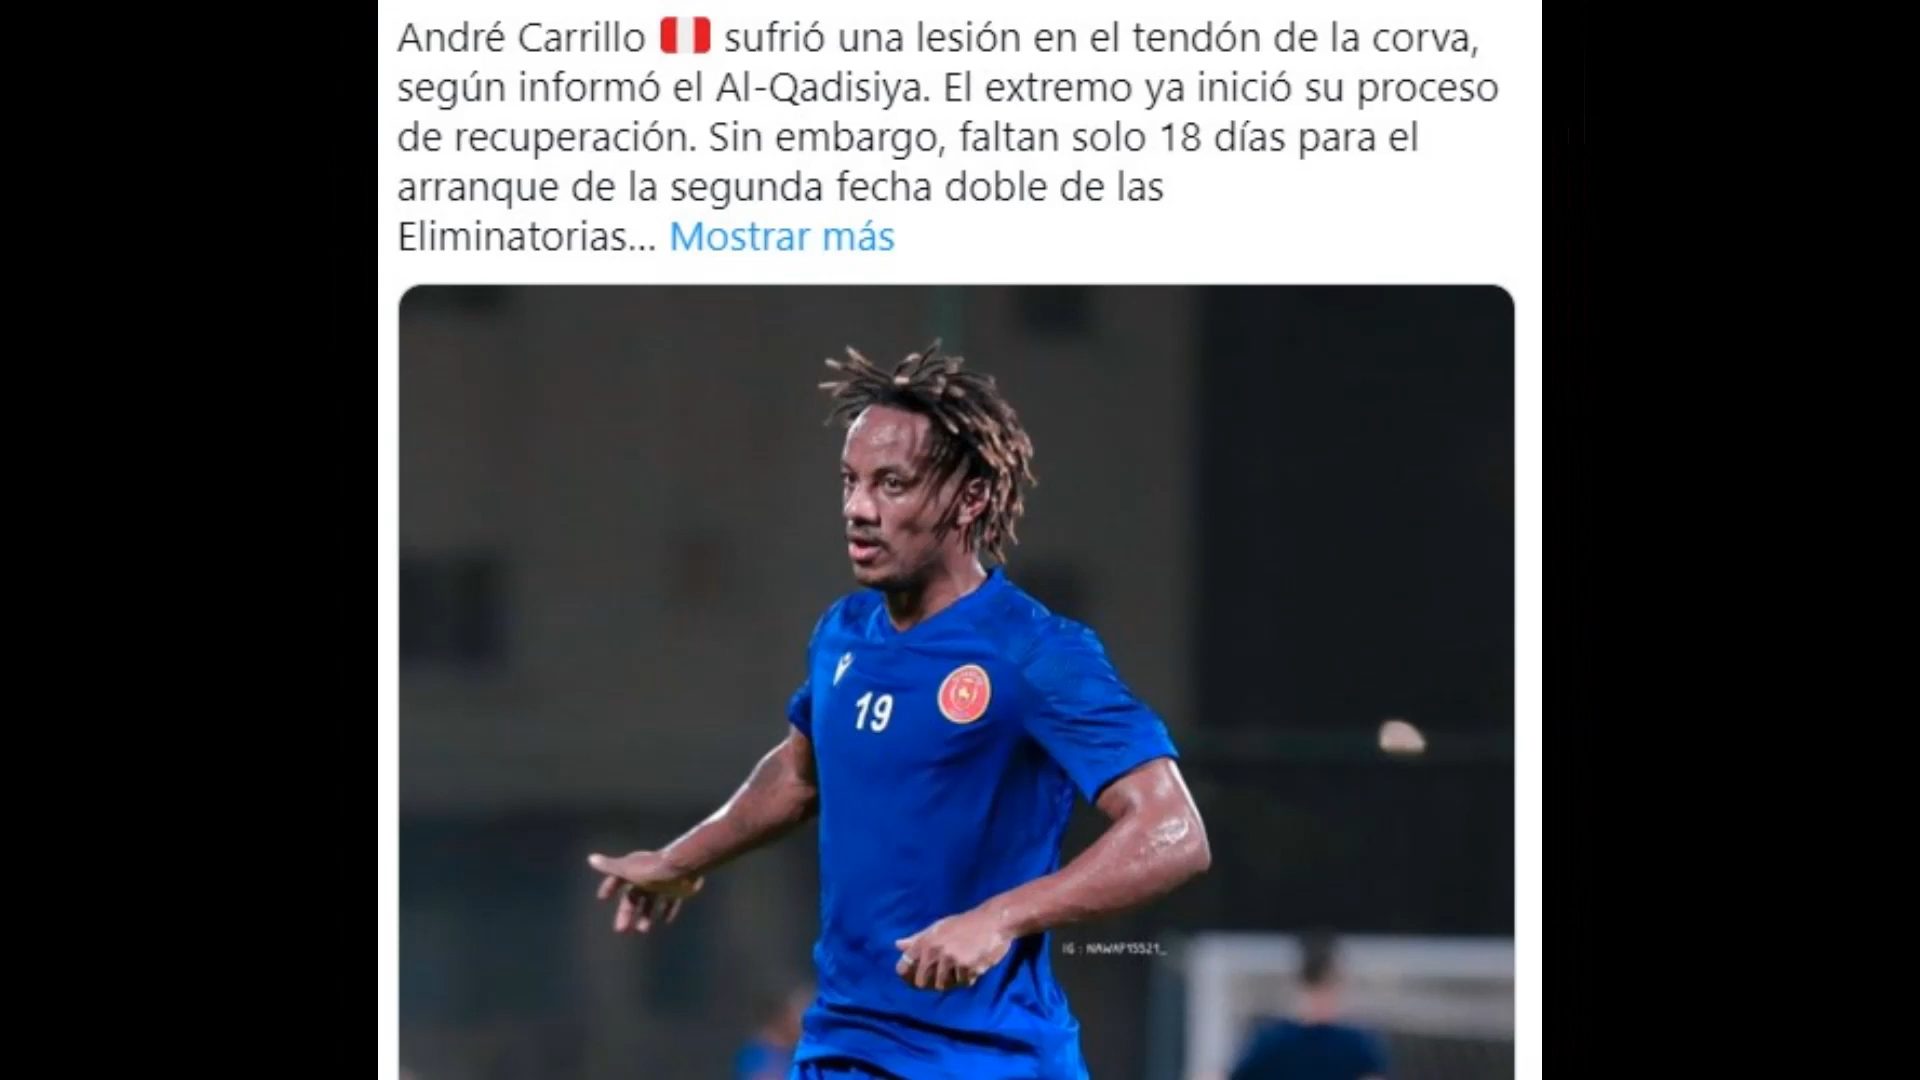 André Carrillo 🇵🇪 sufrió una lesión en el tendón de la corva,
según informó el Al-Qadisiya. El extremo ya inició su proceso
de recuperación. Sin embargo, faltan solo 18 días para el
arranque de la segunda fecha doble de las
Eliminatorias... Mostrar más
19
IG : NAWAF15521_